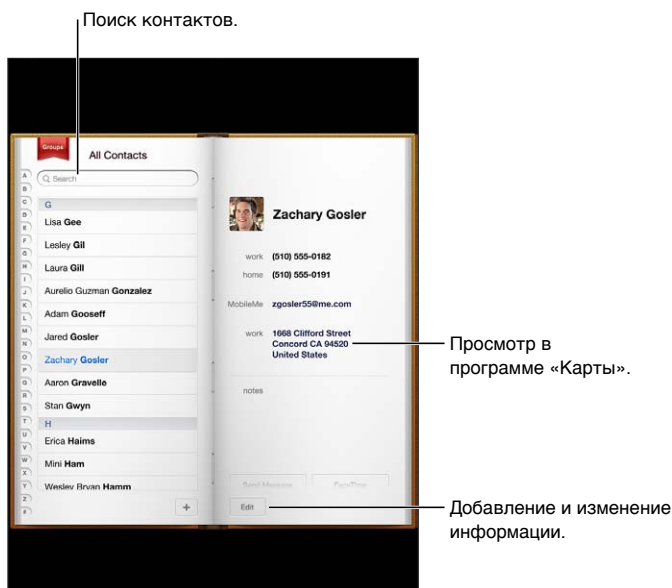 Поиск контактов.
Groups
All Contacts
Search
A
B
C
D
E
F
G
H
I
J
K
L
M
N
O
P
Q
R
S
T
U
V
W
X
Y
Z
#
G
Lisa Gee
Lesley Gil
Laura Gill
Aurelio Guzman Gonzalez
Adam Gooseff
Jared Gosler
Zachary Gosler
Aaron Gravelle
Stan Gwyn
H
Erica Haims
Mini Ham
Wesley Bryan Hamm
+
Zachary Gosler
work (510) 555-0182
home (510) 555-0191
MobileMe zgosler55@me.com
work 1668 Clifford Street
Concord CA 94520
United States
notes
Send Message
FaceTime
Edit
Просмотр в
программе «Карты».
Добавление и изменение
информации.